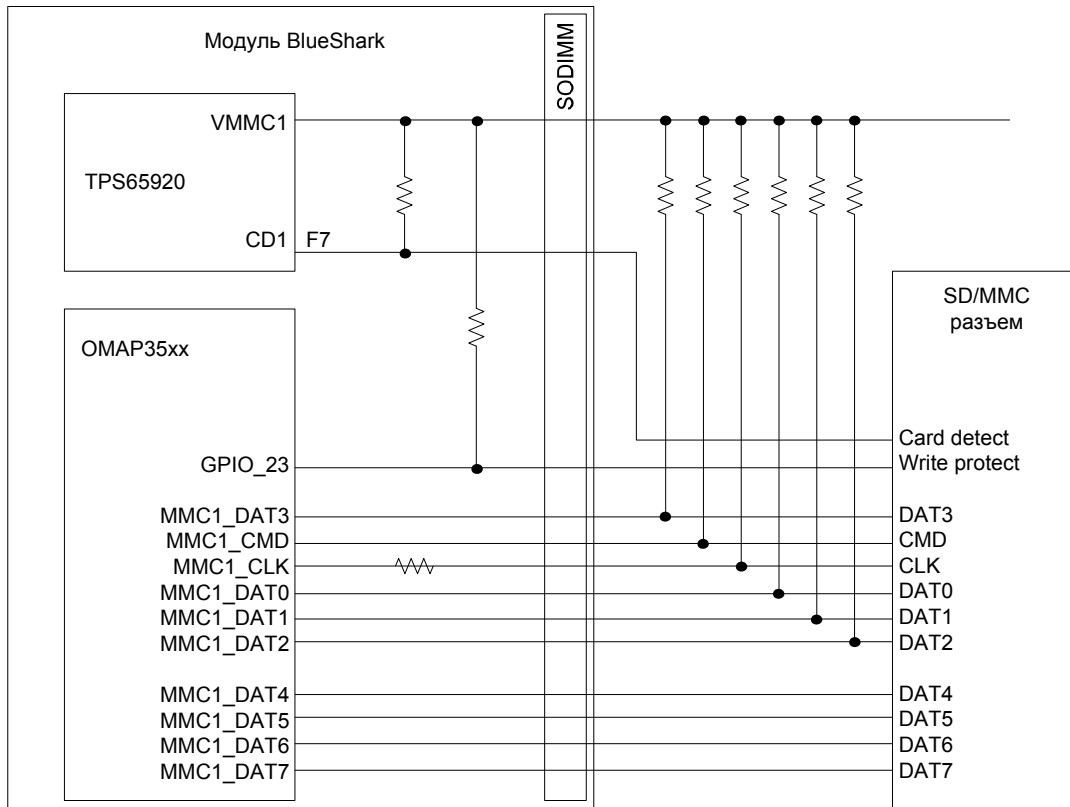 Модуль BlueShark
SODIMM
VMMC1
TPS65920
CD1
F7
SD/MMC
разъем
OMAP35xx
Card detect
GPIO_23
Write protect
MMC1_DAT3
DAT3
MMC1_CMD
CMD
MMC1_CLK
CLK
MMC1_DAT0
DAT0
MMC1_DAT1
DAT1
MMC1_DAT2
DAT2
MMC1_DAT4
DAT4
MMC1_DAT5
DAT5
MMC1_DAT6
DAT6
MMC1_DAT7
DAT7